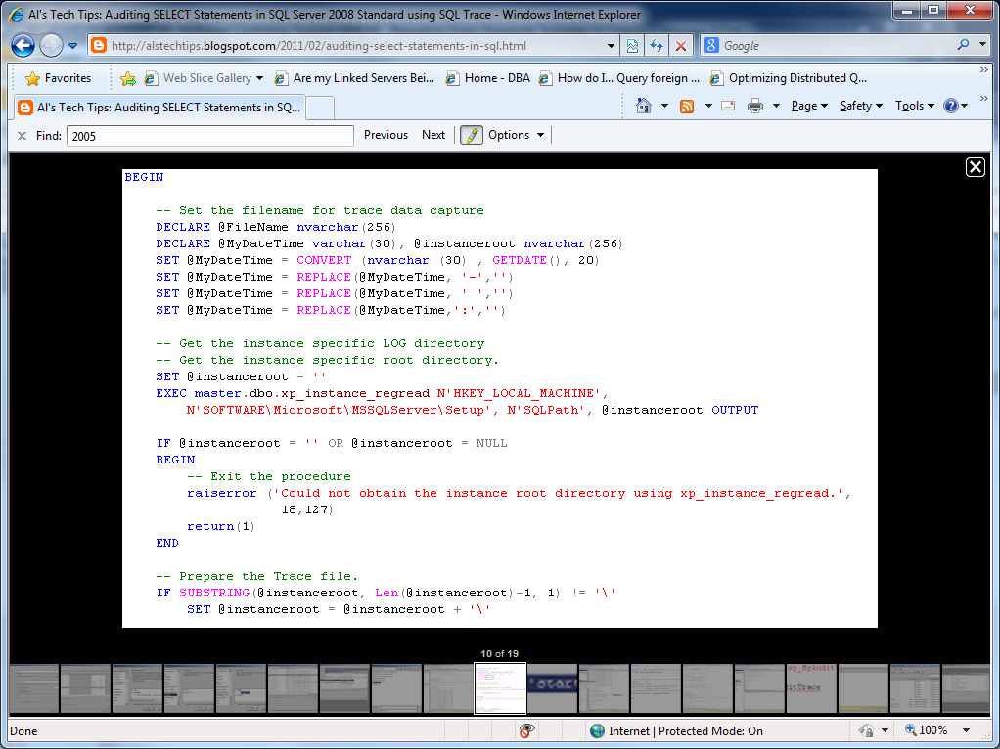 Al's Tech Tips: Auditing SELECT Statements in SQL Server 2008 Standard using SQL Trace - Windows Internet Explorer
http://alstechtips.blogspot.com/2011/02/auditing-select-statements-in-sql.html
Google
Favorites
Web Slice Gallery
Are my Linked Servers Bei...
Home - DBA
How do I... Query foreign ...
Optimizing Distributed Q...
Al's Tech Tips: Auditing SELECT Statements in SQ...
Page
Safety
Tools
x Find: 2005
Previous
Next
Options
BEGIN
-- Set the filename for trace data capture
DECLARE @FileName nvarchar(256)
DECLARE @MyDateTime varchar(30), @instanceroot nvarchar(256)
SET @MyDateTime = CONVERT (nvarchar (30) , GETDATE(), 20)
SET @MyDateTime = REPLACE(@MyDateTime, '-','')
SET @MyDateTime = REPLACE(@MyDateTime, ' ','')
SET @MyDateTime = REPLACE(@MyDateTime,':','')
-- Get the instance specific LOG directory
-- Get the instance specific root directory.
SET @instanceroot = ''
EXEC master.dbo.xp_instance_regread N'HKEY_LOCAL_MACHINE',
N'SOFTWARE\Microsoft\MSSQLServer\Setup', N'SQLPath', @instanceroot OUTPUT
IF @instanceroot = '' OR @instanceroot = NULL
BEGIN
-- Exit the procedure
raiserror ('Could not obtain the instance root directory using xp_instance_regread.',
18,127)
return(1)
END
-- Prepare the Trace file.
IF SUBSTRING(@instanceroot, Len(@instanceroot)-1, 1) != '\'
SET @instanceroot = @instanceroot + '\'
10 of 19
'star
sp_MyAudit
itTrace
Done
Internet | Protected Mode: On
100%